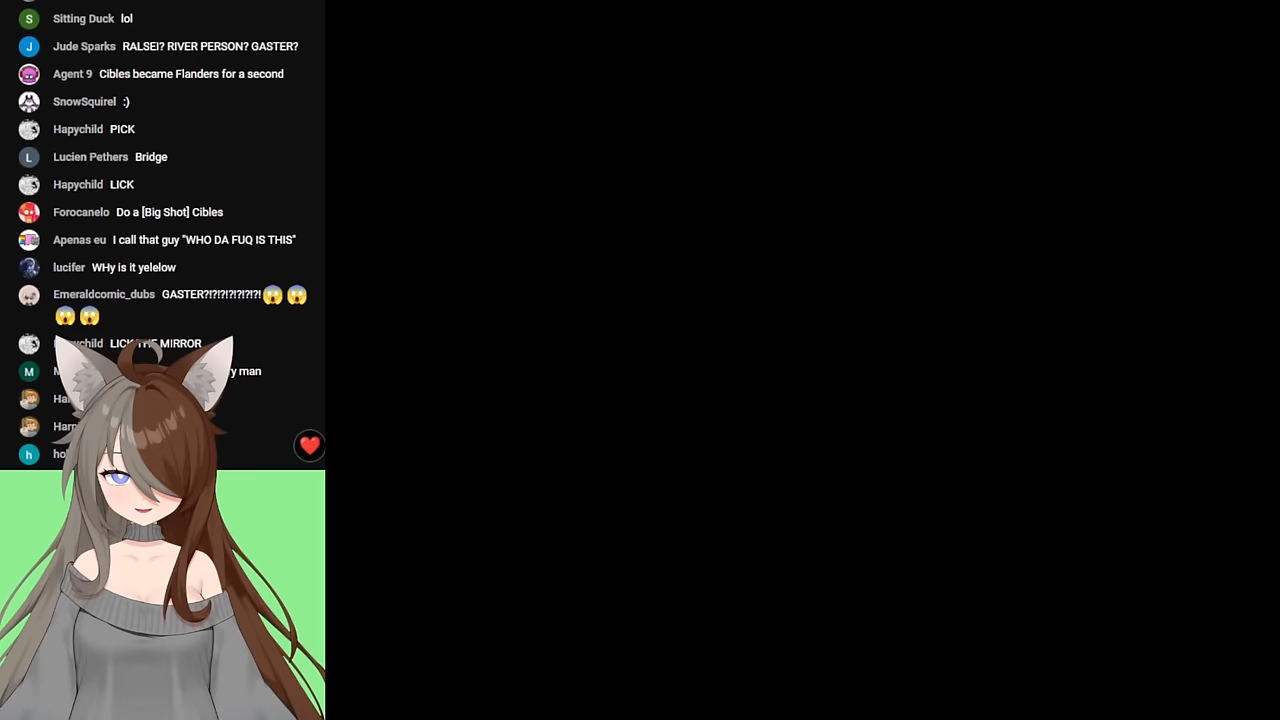 S Sitting Duck lol
J Jude Sparks RALSEI? RIVER PERSON? GASTER?
Agent 9 Cibles became Flanders for a second
SnowSquirel :)
Hapychild PICK
L Lucien Pethers Bridge
Hapychild LICK
Forocanelo Do a [Big Shot] Cibles
Apenas eu I call that guy "WHO DA FUQ IS THIS"
lucifer WHy is it yelelow
Emeraldcomic_dubs GASTER?!?!?!?!?!?!?!😱😱
😱😱
child LICK THE MIRROR
M man
h